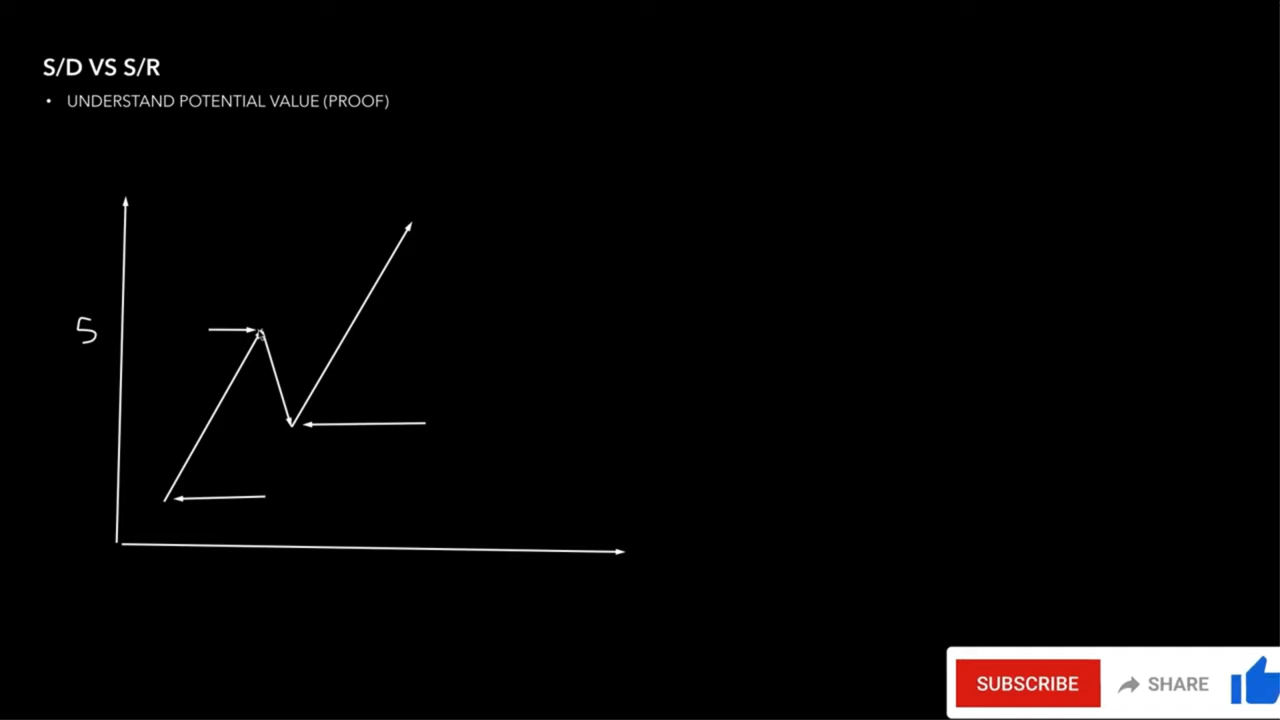 S/D VS S/R
• UNDERSTAND POTENTIAL VALUE (PROOF)
5
SUBSCRIBE SHARE